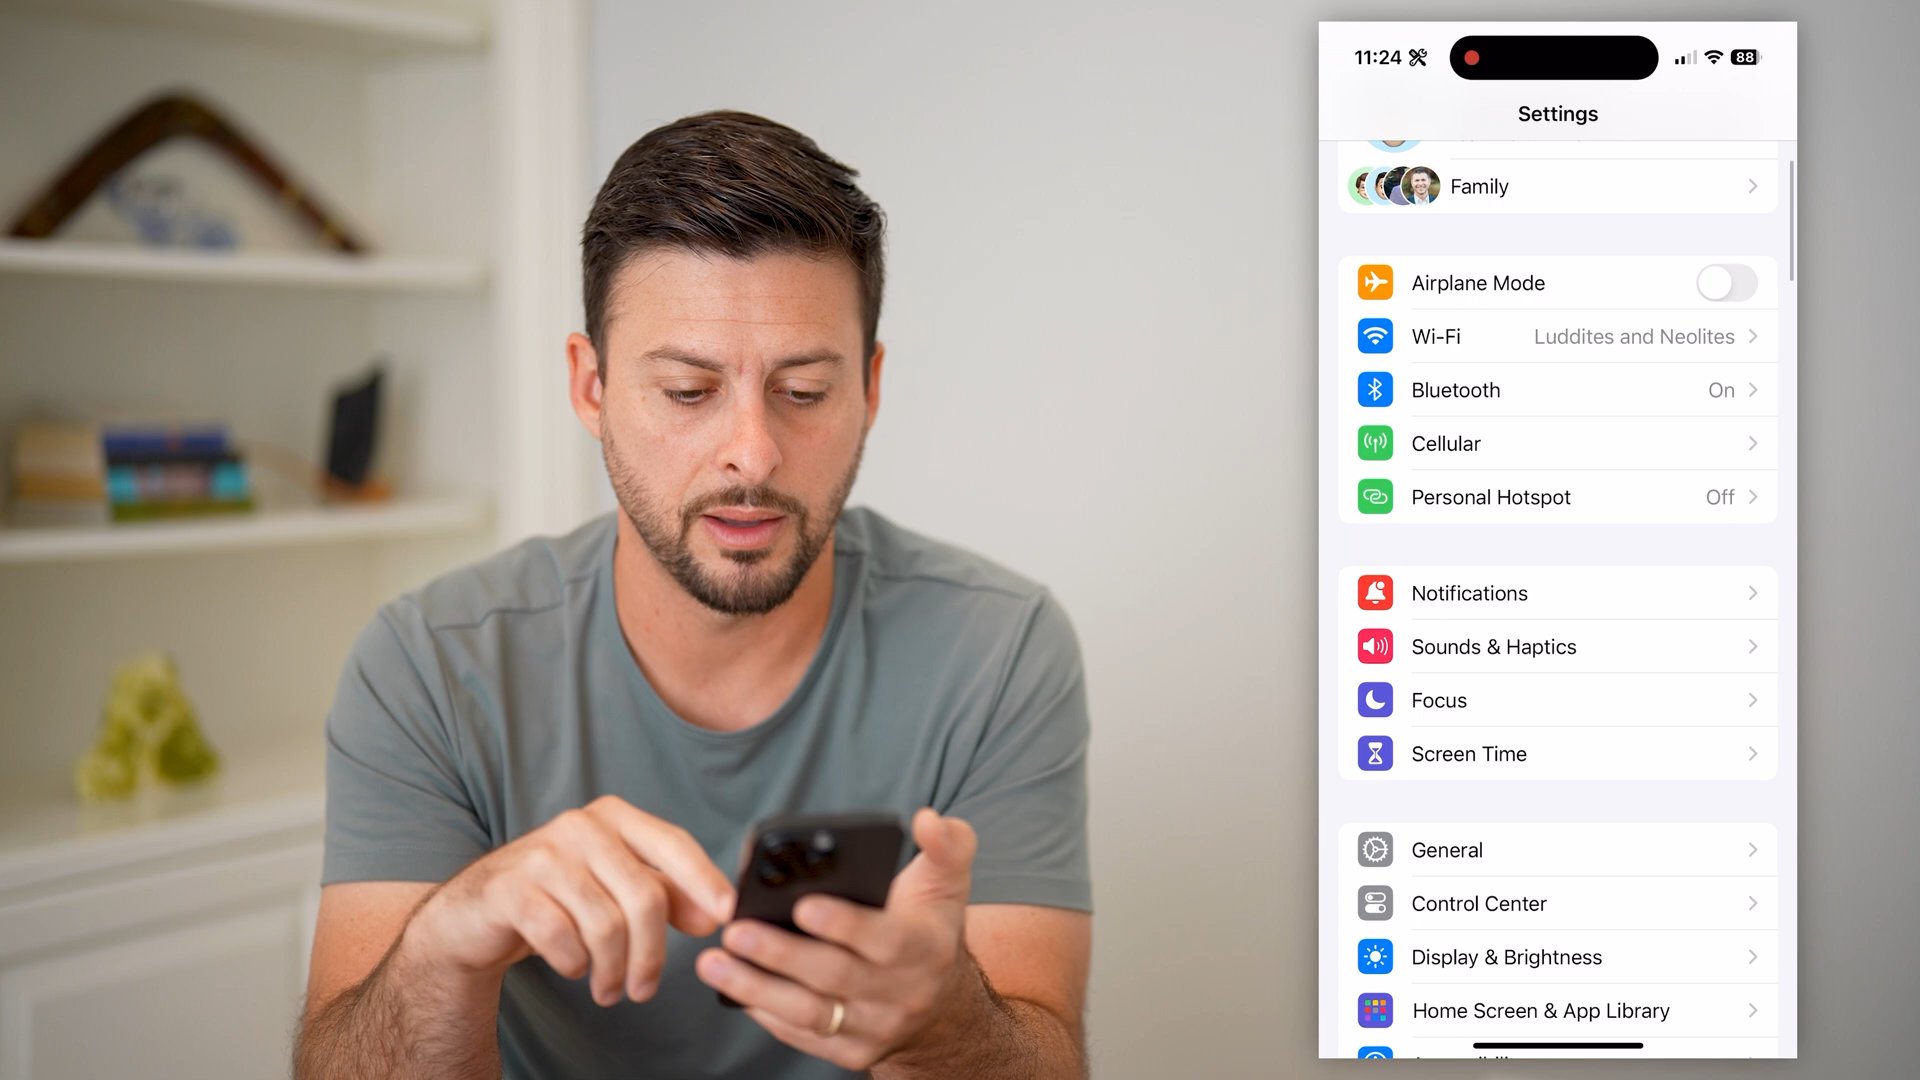 11:24
88
Settings
Family
Airplane Mode
Wi-Fi Luddites and Neolites
Bluetooth On
Cellular
Personal Hotspot Off
Notifications
Sounds & Haptics
Focus
Screen Time
General
Control Center
Display & Brightness
Home Screen & App Library